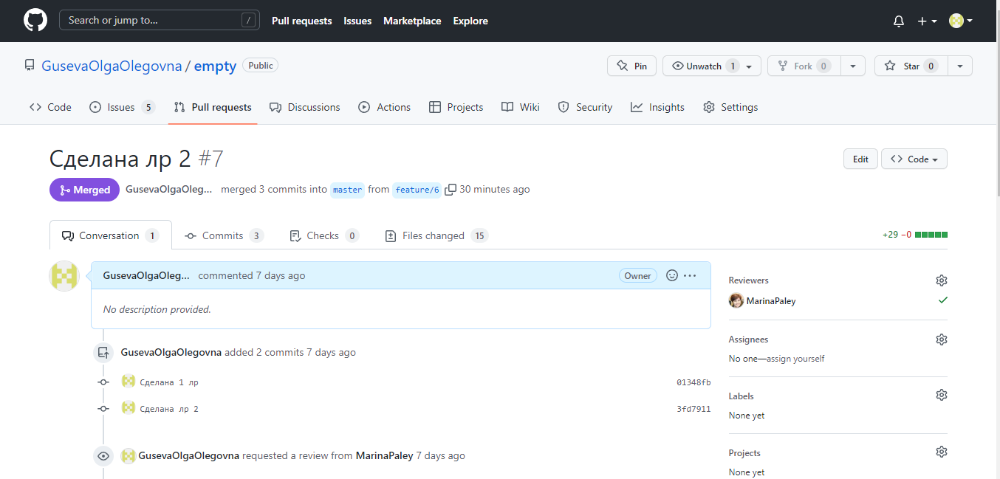 Search or jump to... / Pull requests Issues Marketplace Explore
GusevaOlgaOlegovna / empty Public Pin Unwatch 1 Fork 0 Star 0
Code Issues 5 Pull requests Discussions Actions Projects Wiki Security Insights Settings
Сделана лр 2 #7 Edit Code
Merged GusevaOlgaOleg... merged 3 commits into master from feature/6 30 minutes ago
Conversation 1 Commits 3 Checks 0 Files changed 15 +29 −0
GusevaOlgaOleg... commented 7 days ago Owner
No description provided.
GusevaOlgaOlegovna added 2 commits 7 days ago
Сделана 1 лр 01348fb
Сделана лр 2 3fd7911
GusevaOlgaOlegovna requested a review from MarinaPaley 7 days ago
Reviewers
MarinaPaley
Assignees
No one—assign yourself
Labels
None yet
Projects
None yet